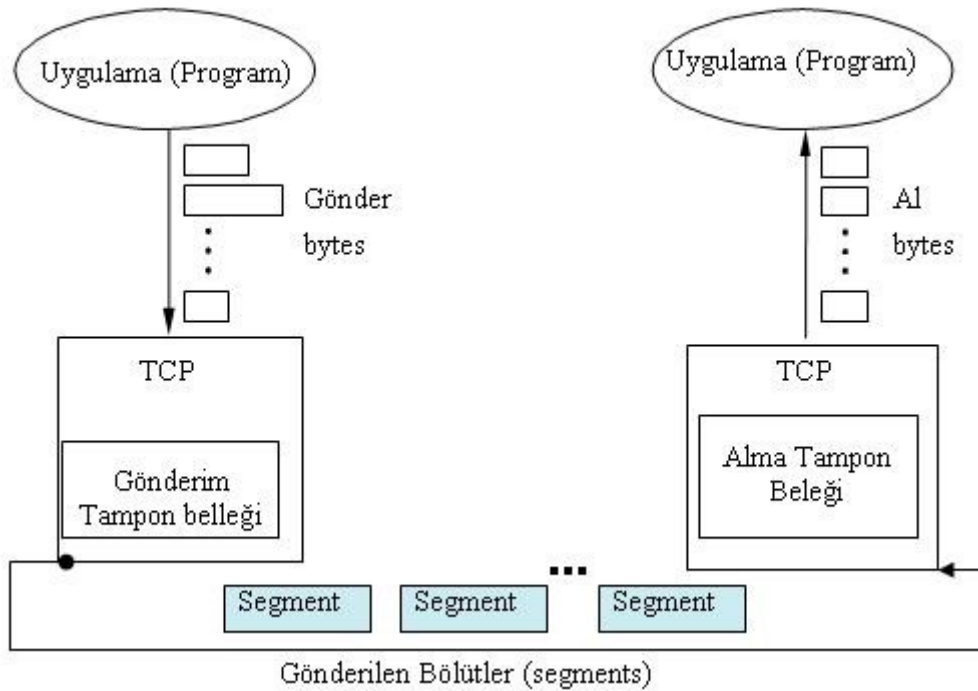 Uygulama (Program)
Uygulama (Program)
Gönder
bytes
Al
bytes
TCP
TCP
Gönderim
Tampon belleği
Alma Tampon
Beleği
Segment
Segment
Segment
Gönderilen Bölütler (segments)